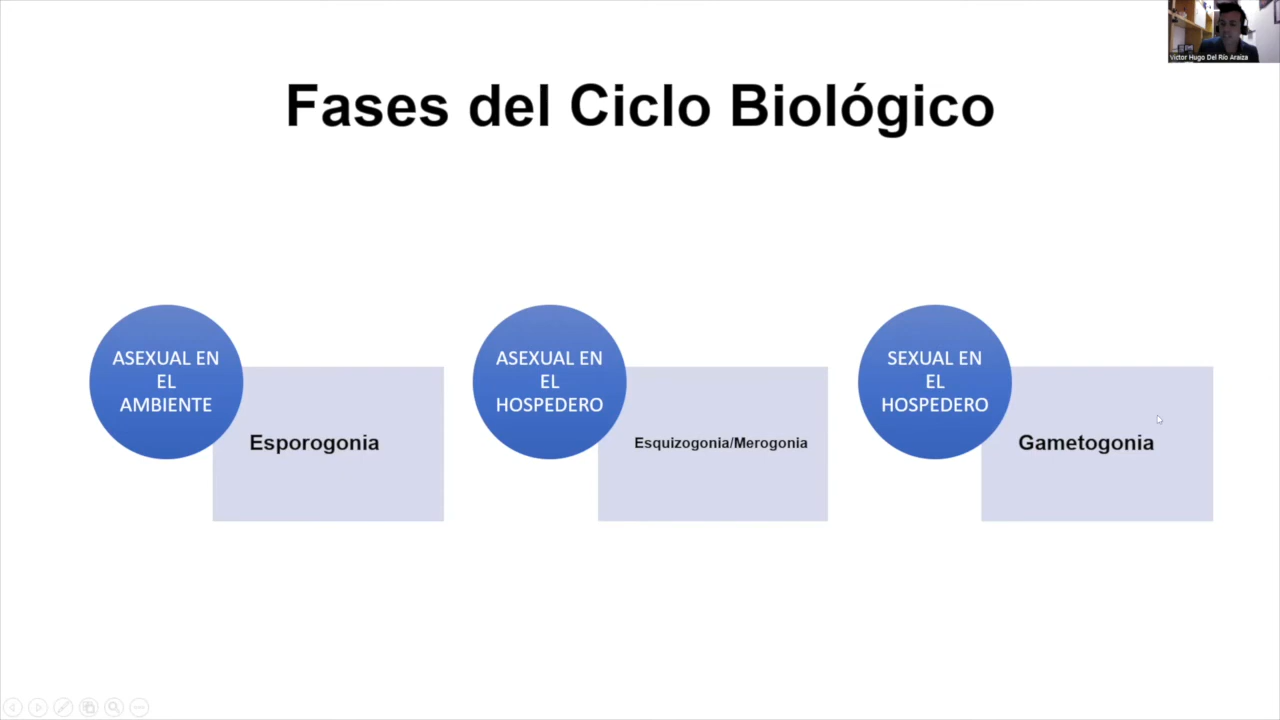 Victor Hugo Del Río Araiza
Fases del Ciclo Biológico
ASEXUAL EN
EL
AMBIENTE
Esporogonia
ASEXUAL EN
EL
HOSPEDERO
Esquizogonia/Merogonia
SEXUAL EN
EL
HOSPEDERO
Gametogonia